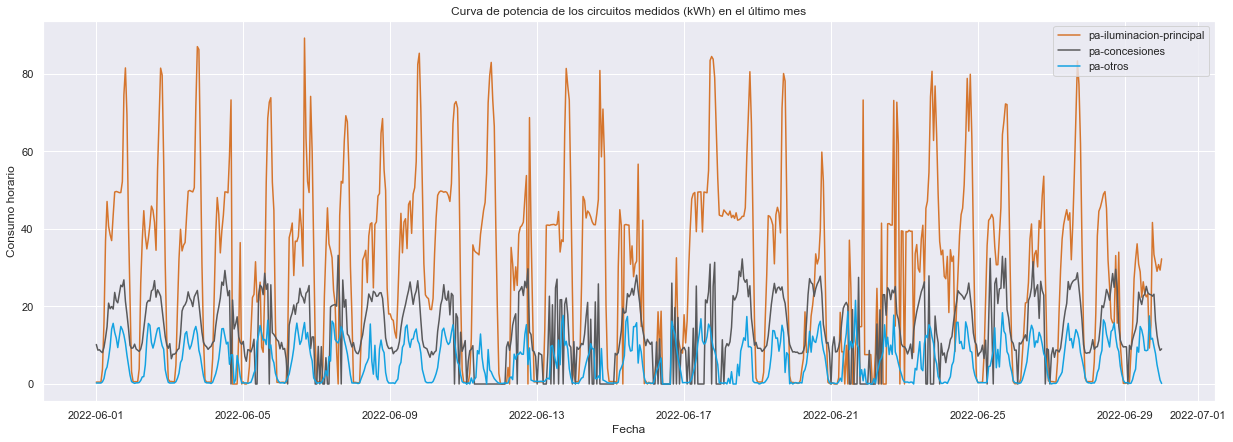 Curva de potencia de los circuitos medidos (kWh) en el último mes
pa-iluminacion-principal
pa-concesiones
pa-otros
Consumo horario
80
60
40
20
0
2022-06-01
2022-06-05
2022-06-09
2022-06-13
2022-06-17
2022-06-21
2022-06-25
2022-06-29
2022-07-01
Fecha